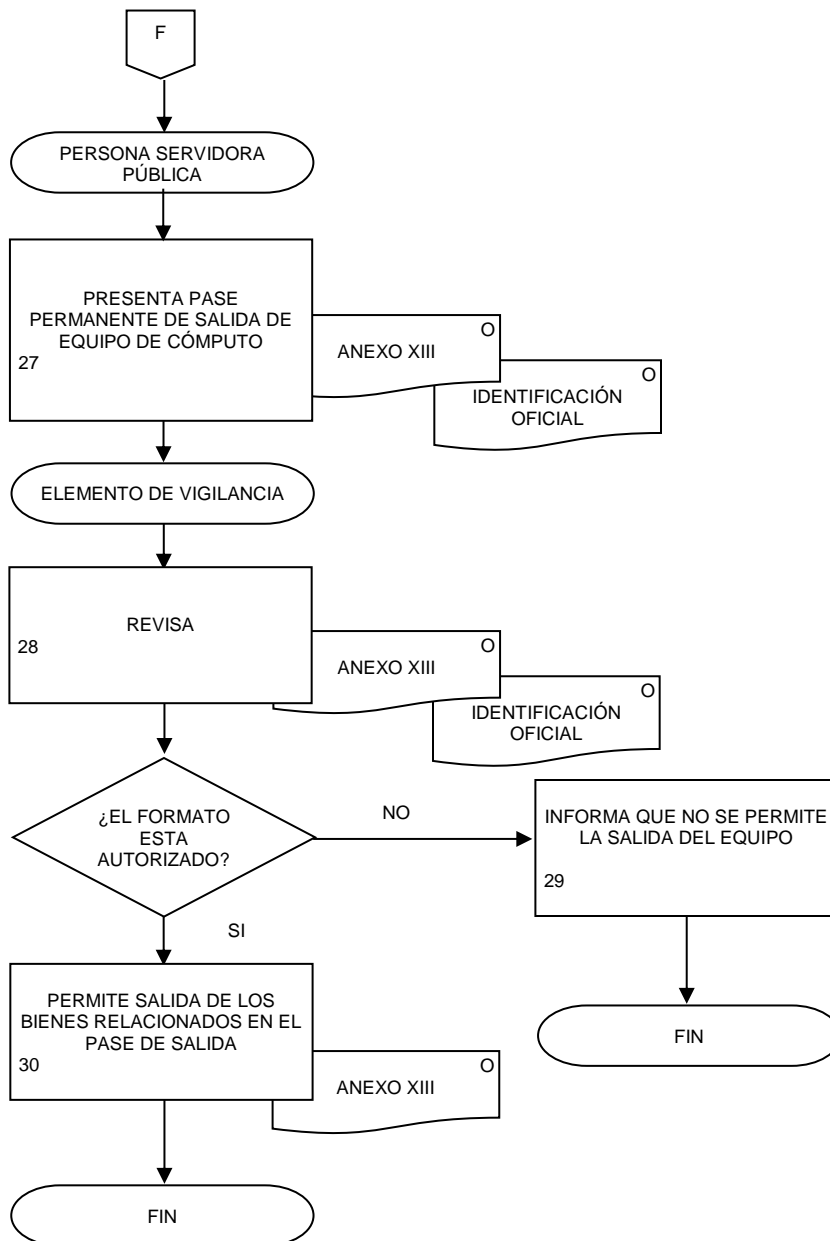 F
PERSONA SERVIDORA
PÚBLICA
PRESENTA PASE
PERMANENTE DE SALIDA DE
EQUIPO DE CÓMPUTO
27
O
ANEXO XIII
O
IDENTIFICACIÓN
OFICIAL
ELEMENTO DE VIGILANCIA
REVISA
28
O
ANEXO XIII
O
IDENTIFICACIÓN
OFICIAL
¿EL FORMATO
ESTA
AUTORIZADO?
NO
INFORMA QUE NO SE PERMITE
LA SALIDA DEL EQUIPO
29
FIN
SI
PERMITE SALIDA DE LOS
BIENES RELACIONADOS EN EL
PASE DE SALIDA
30
O
ANEXO XIII
FIN